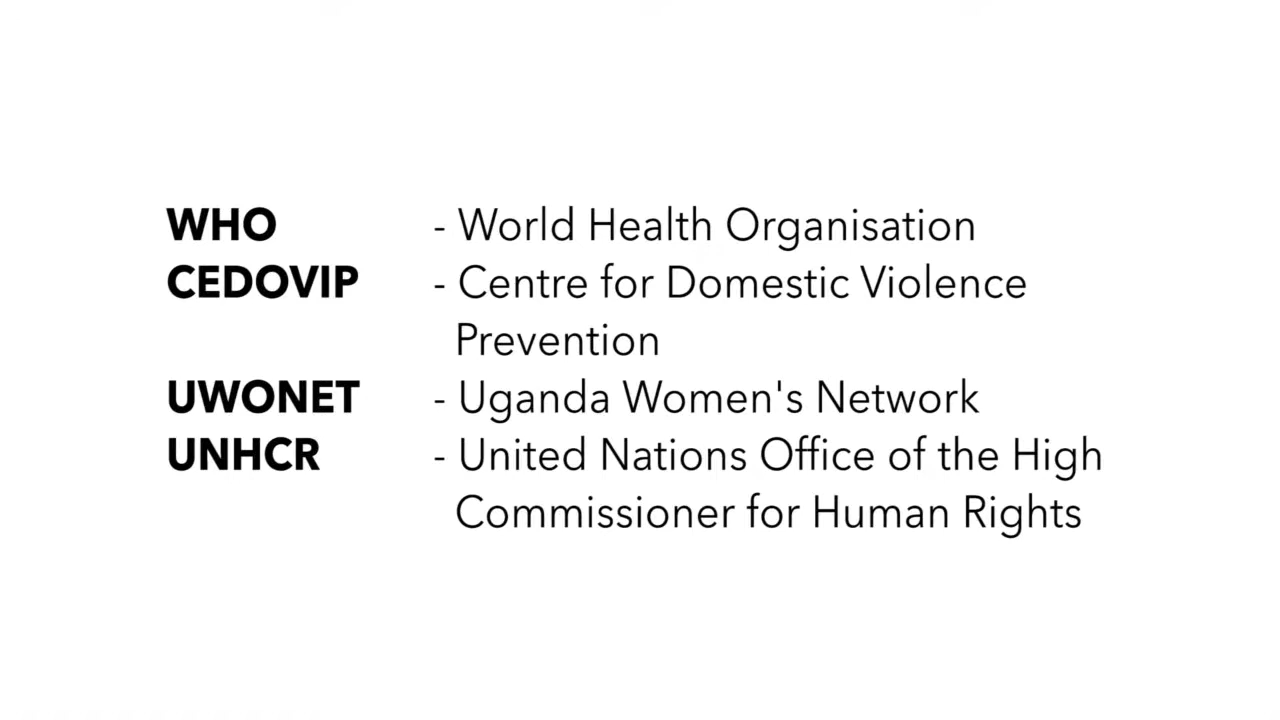 WHO - World Health Organisation
CEDOVIP - Centre for Domestic Violence
Prevention
UWONET - Uganda Women's Network
UNHCR - United Nations Office of the High
Commissioner for Human Rights